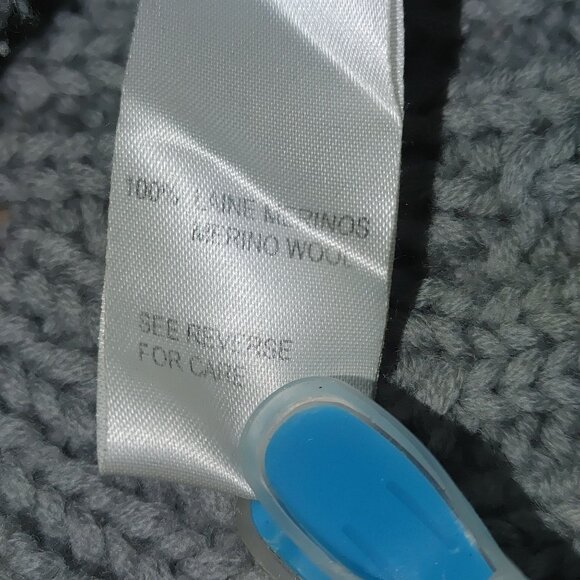 100% LAINE MERINOS
MERINO WOOL
SEE REVERSE
FOR CARE